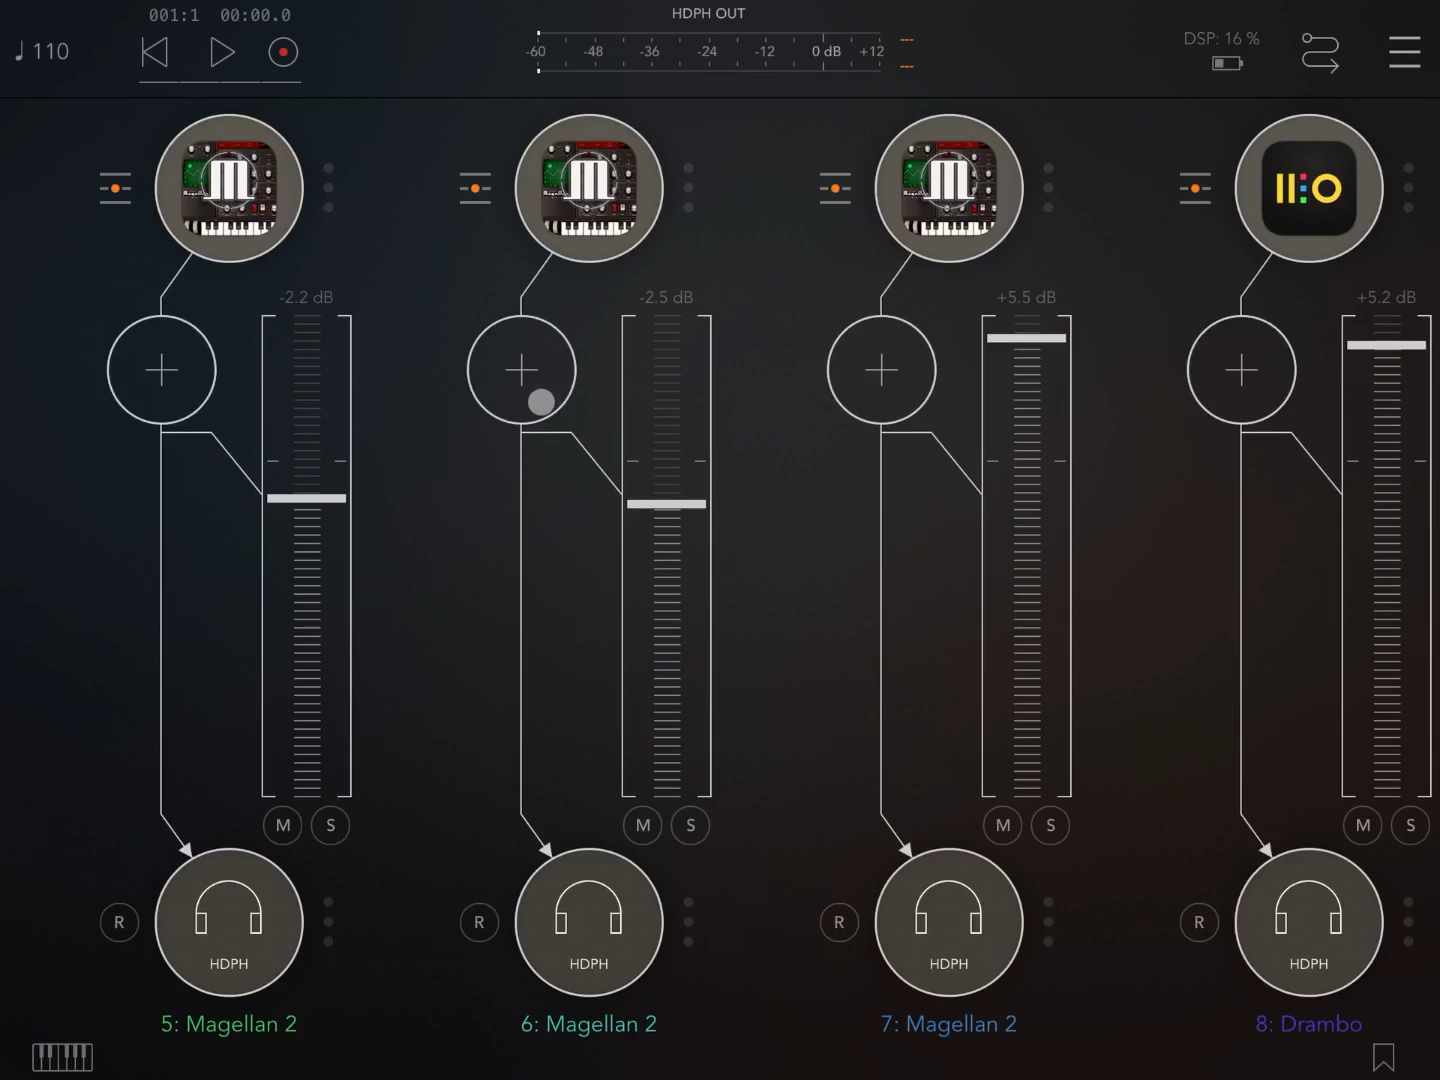 001:1 00:00.0
HDPH OUT
110
-60 -48 -36 -24 -12 0 dB +12
---
---
DSP: 16 %
-2.2 dB
-2.5 dB
+5.5 dB
+5.2 dB
M S
M S
M S
M S
R
HDPH
R
HDPH
R
HDPH
R
HDPH
5: Magellan 2
6: Magellan 2
7: Magellan 2
8: Drambo